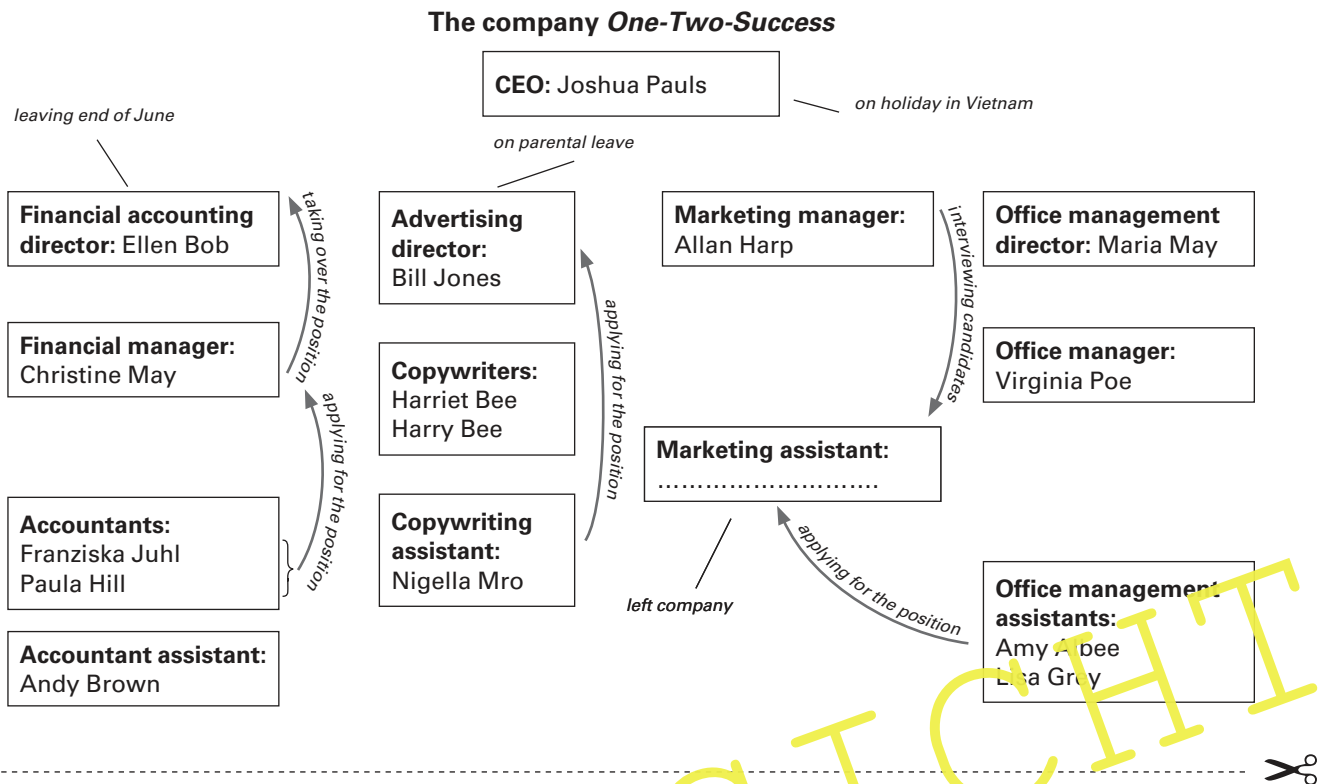 The company One-Two-Success
CEO: Joshua Pauls
on holiday in Vietnam
leaving end of June
on parental leave
Financial accounting
director: Ellen Bob
taking over the position
Financial manager:
Christine May
applying for the position
Accountants:
Franziska Juhl
Paula Hill
Accountant assistant:
Andy Brown
Advertising
director:
Bill Jones
applying for the position
Copywriters:
Harriet Bee
Harry Bee
Copywriting
assistant:
Nigella Mro
Marketing manager:
Allan Harp
interviewing candidates
Marketing assistant:
……………………….
left company
applying for the position
Office management
director: Maria May
Office manager:
Virginia Poe
Office management
assistants:
Amy Albee
Lisa Grey
ICHT